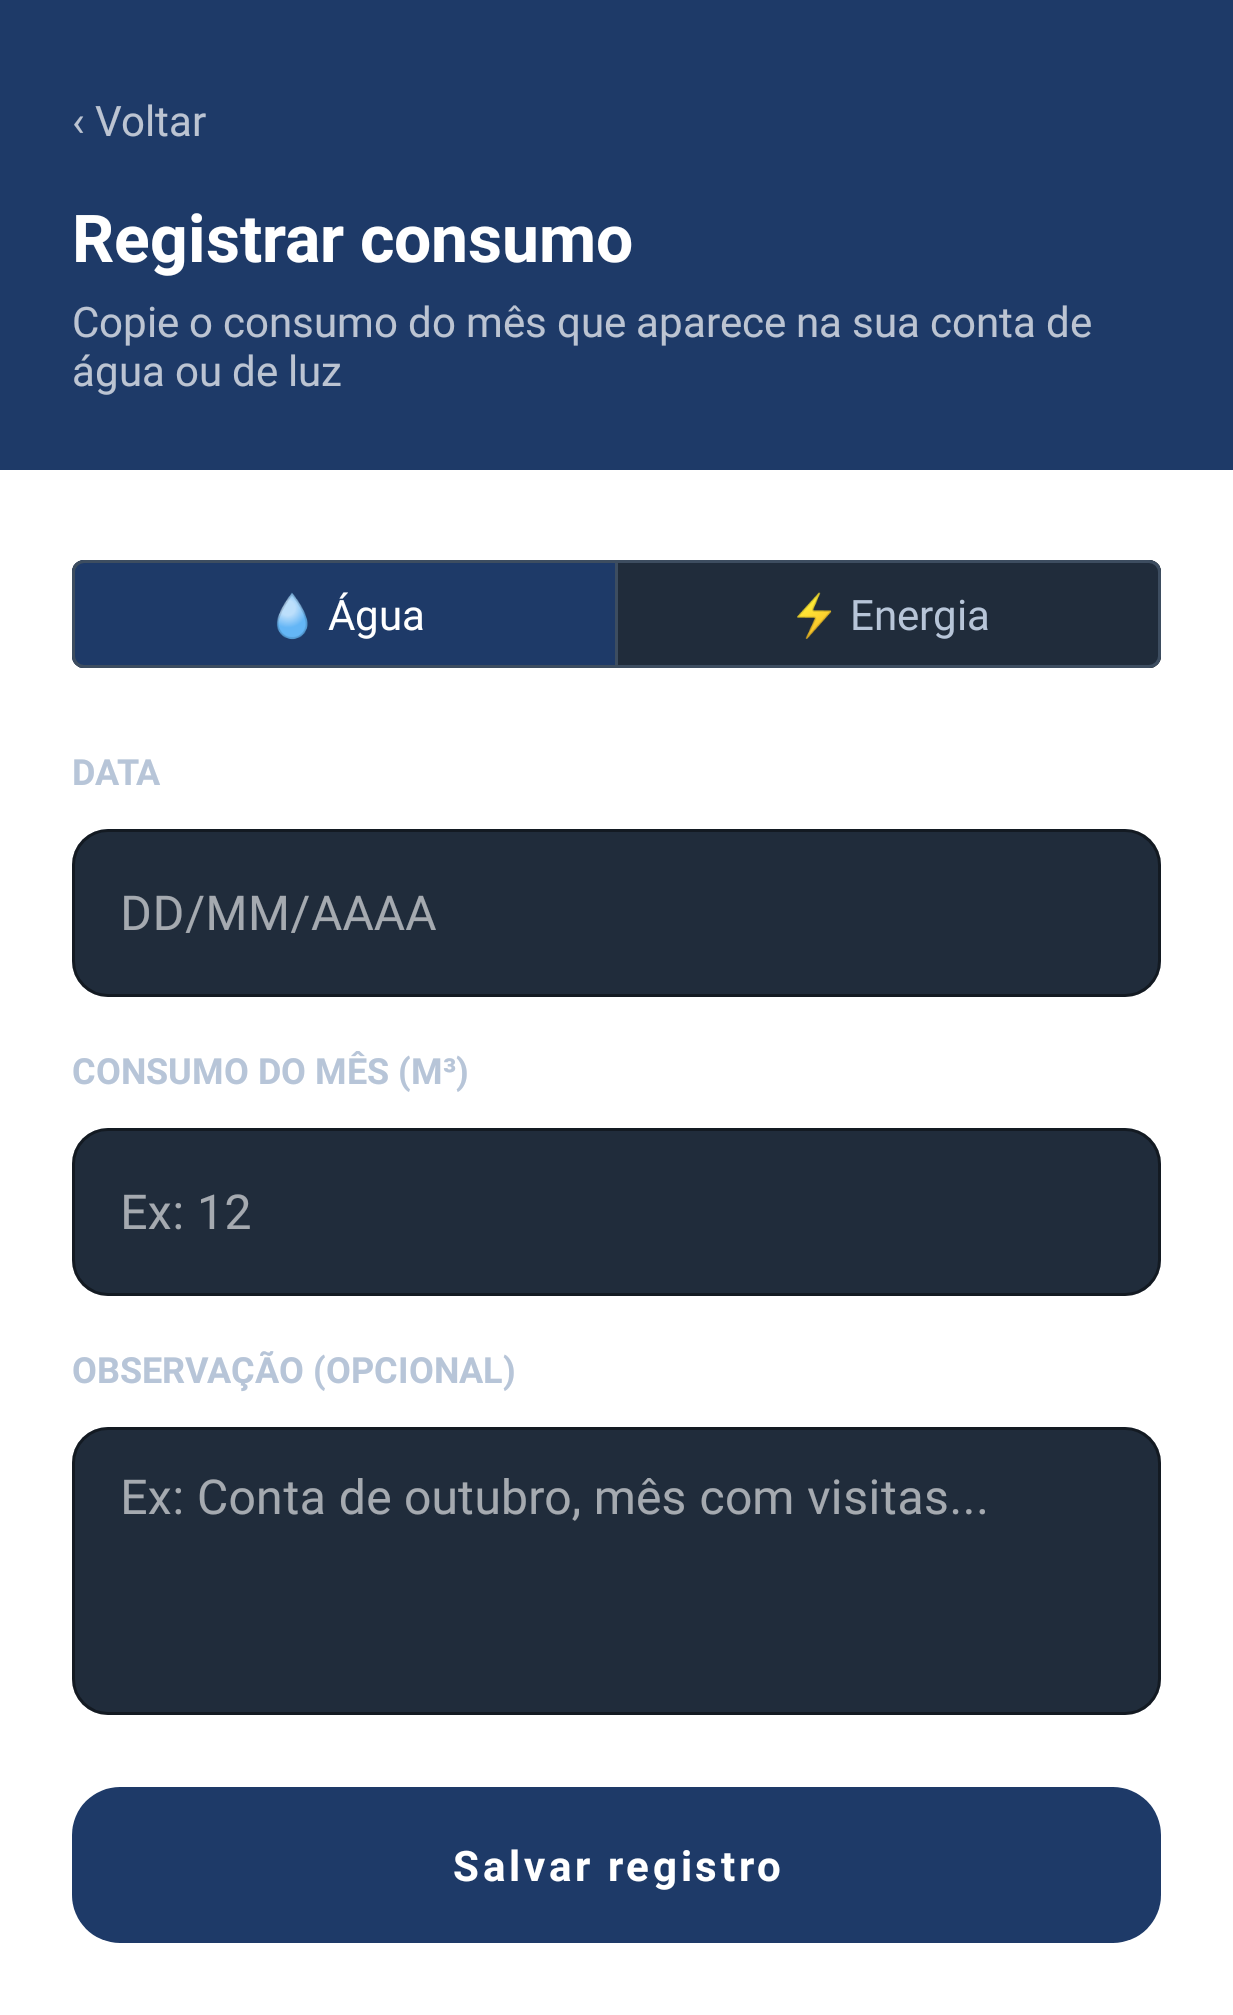 ‹ Voltar
Registrar consumo
Copie o consumo do mês que aparece na sua conta de
água ou de luz
💧 Água
⚡ Energia
DATA
DD/MM/AAAA
CONSUMO DO MÊS (M³)
Ex: 12
OBSERVAÇÃO (OPCIONAL)
Ex: Conta de outubro, mês com visitas...
Salvar registro